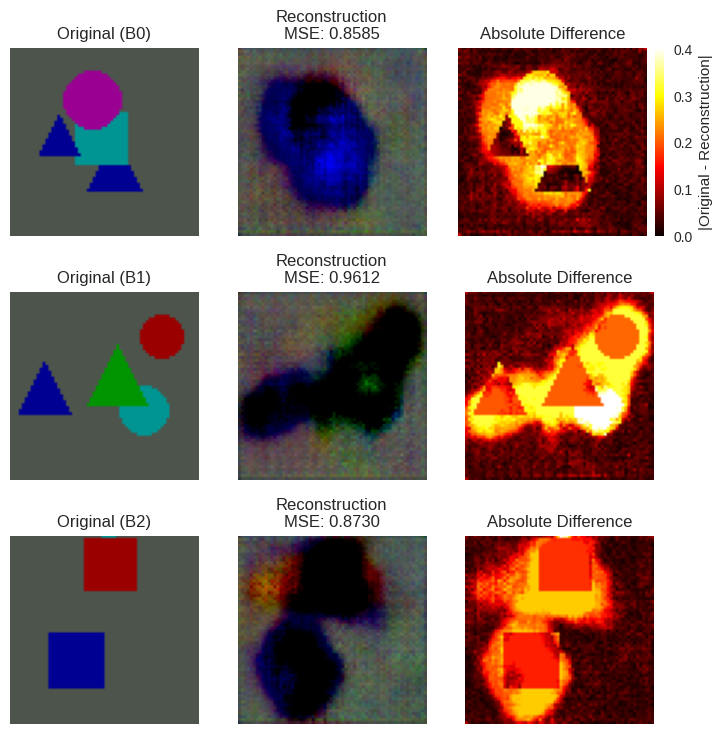 Original (B0)
Reconstruction
MSE: 0.8585
Absolute Difference
0.4
0.3
0.2
0.1
0.0
|Original - Reconstruction|
Original (B1)
Reconstruction
MSE: 0.9612
Absolute Difference
Original (B2)
Reconstruction
MSE: 0.8730
Absolute Difference